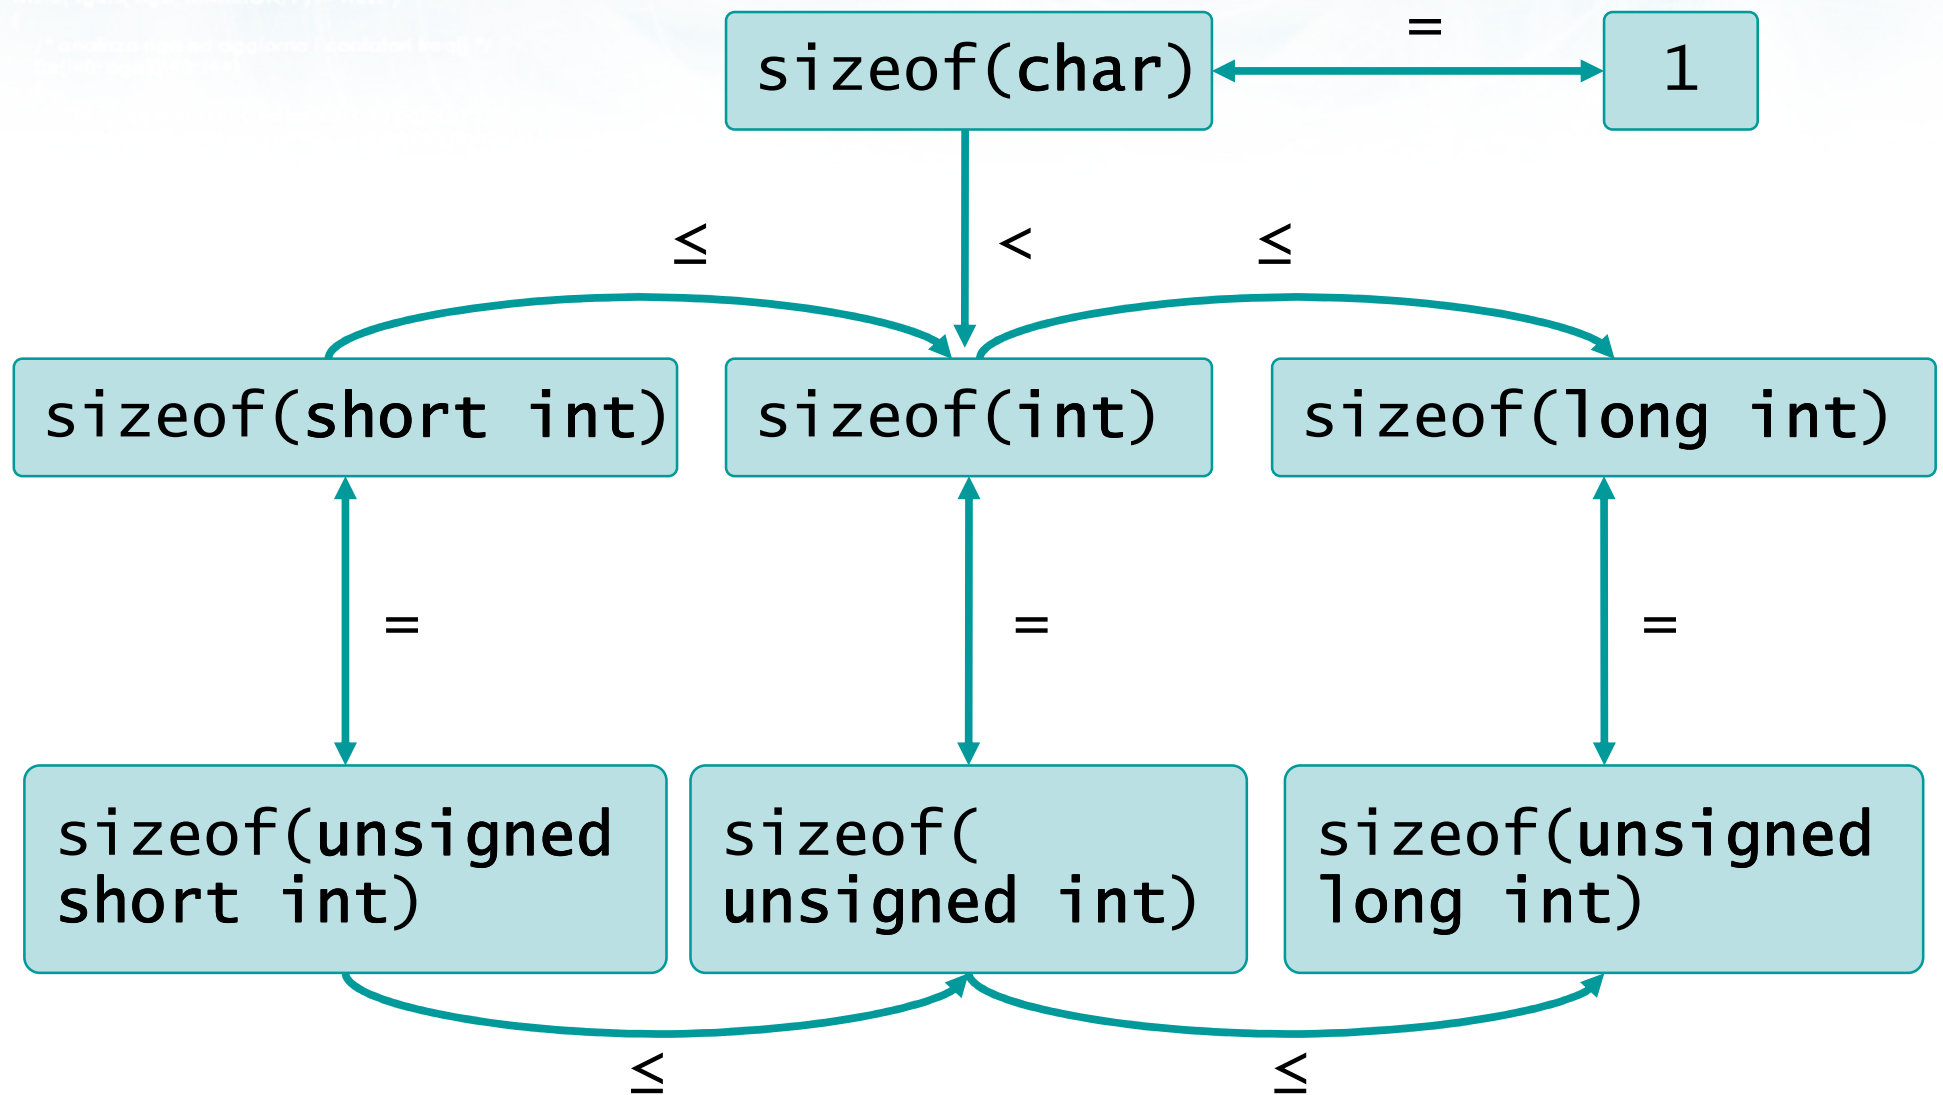 sizeof(char)
=
1
≤
<
≤
sizeof(short int)
sizeof(int)
sizeof(long int)
=
=
=
sizeof(unsigned
short int)
sizeof(
unsigned int)
sizeof(unsigned
long int)
≤
≤